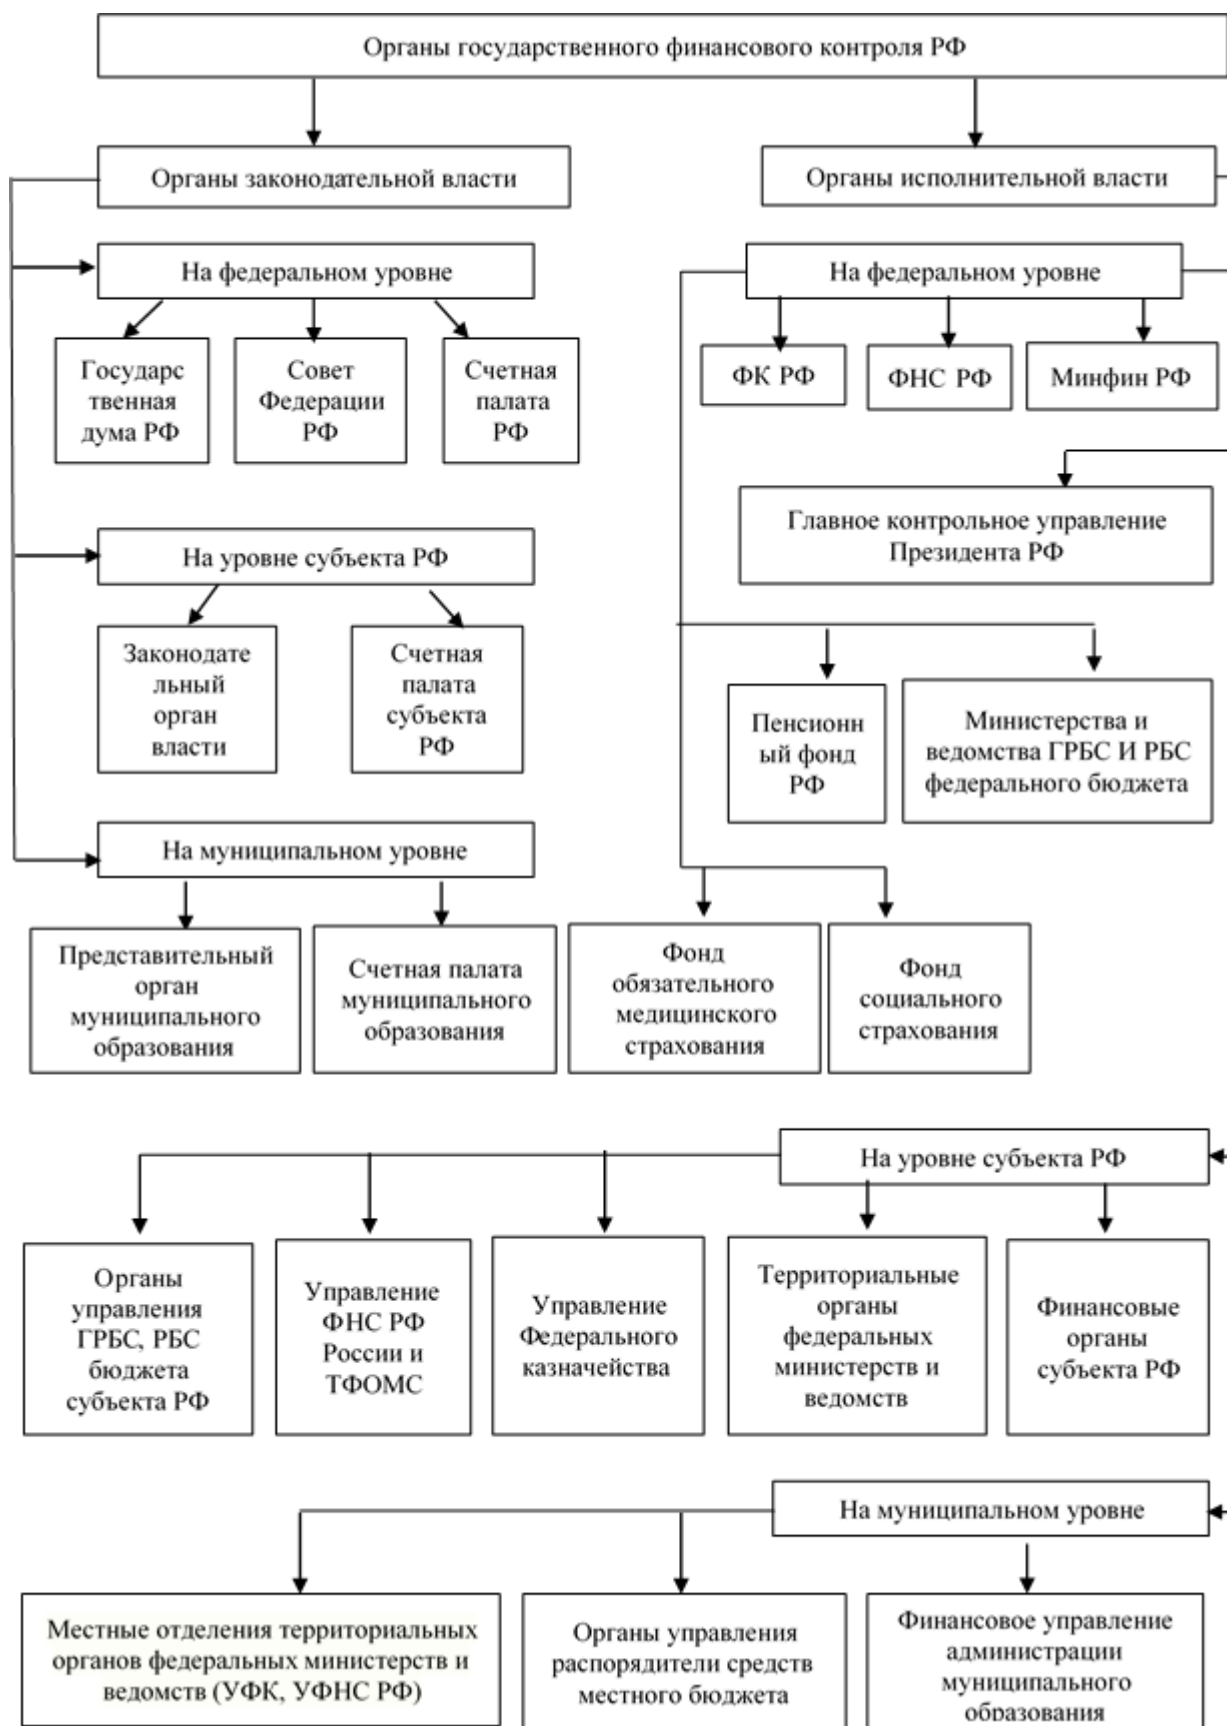 Органы государственного финансового контроля РФ
Органы законодательной власти
Органы исполнительной власти
На федеральном уровне
На федеральном уровне
Государс
твенная
дума РФ
Совет
Федерации
РФ
Счетная
палата
РФ
ФК РФ
ФНС РФ
Минфин РФ
Главное контрольное управление
Президента РФ
На уровне субъекта РФ
Законодате
льный
орган
власти
Счетная
палата
субъекта
РФ
Пенсионн
ый фонд
РФ
Министерства и
ведомства ГРБС И РБС
федерального бюджета
На муниципальном уровне
Представительный
орган
муниципального
образования
Счетная палата
муниципального
образования
Фонд
обязательного
медицинского
страхования
Фонд
социального
страхования
На уровне субъекта РФ
Органы
управления
ГРБС, РБС
бюджета
субъекта РФ
Управление
ФНС РФ
России и
ТФОМС
Управление
Федерального
казначейства
Территориальные
органы
федеральных
министерств и
ведомств
Финансовые
органы
субъекта РФ
На муниципальном уровне
Местные отделения территориальных
органов федеральных министерств и
ведомств (УФК, УФНС РФ)
Органы управления
распорядители средств
местного бюджета
Финансовое управление
администрации
муниципального
образования